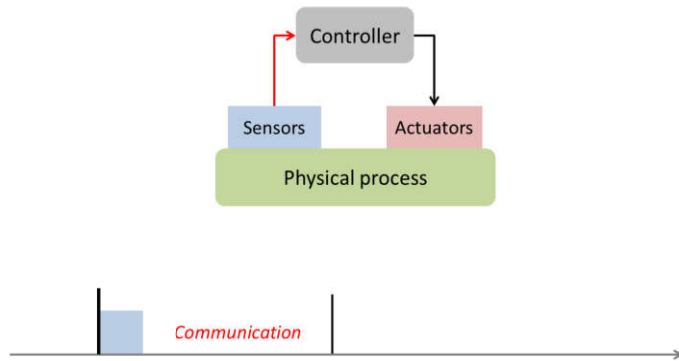 Controller
Sensors
Actuators
Physical process
Communication